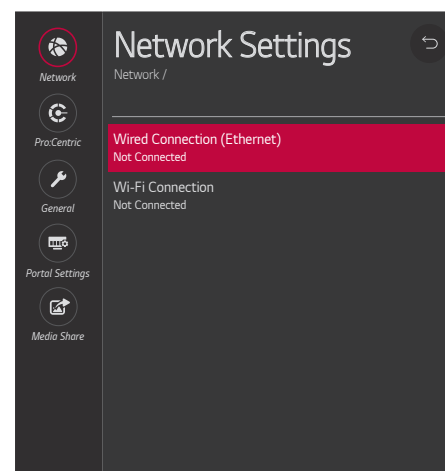 Network Settings
Network /
Network
Pro:Centric
General
Portal Settings
Media Share
Wired Connection (Ethernet)
Not Connected
Wi-Fi Connection
Not Connected